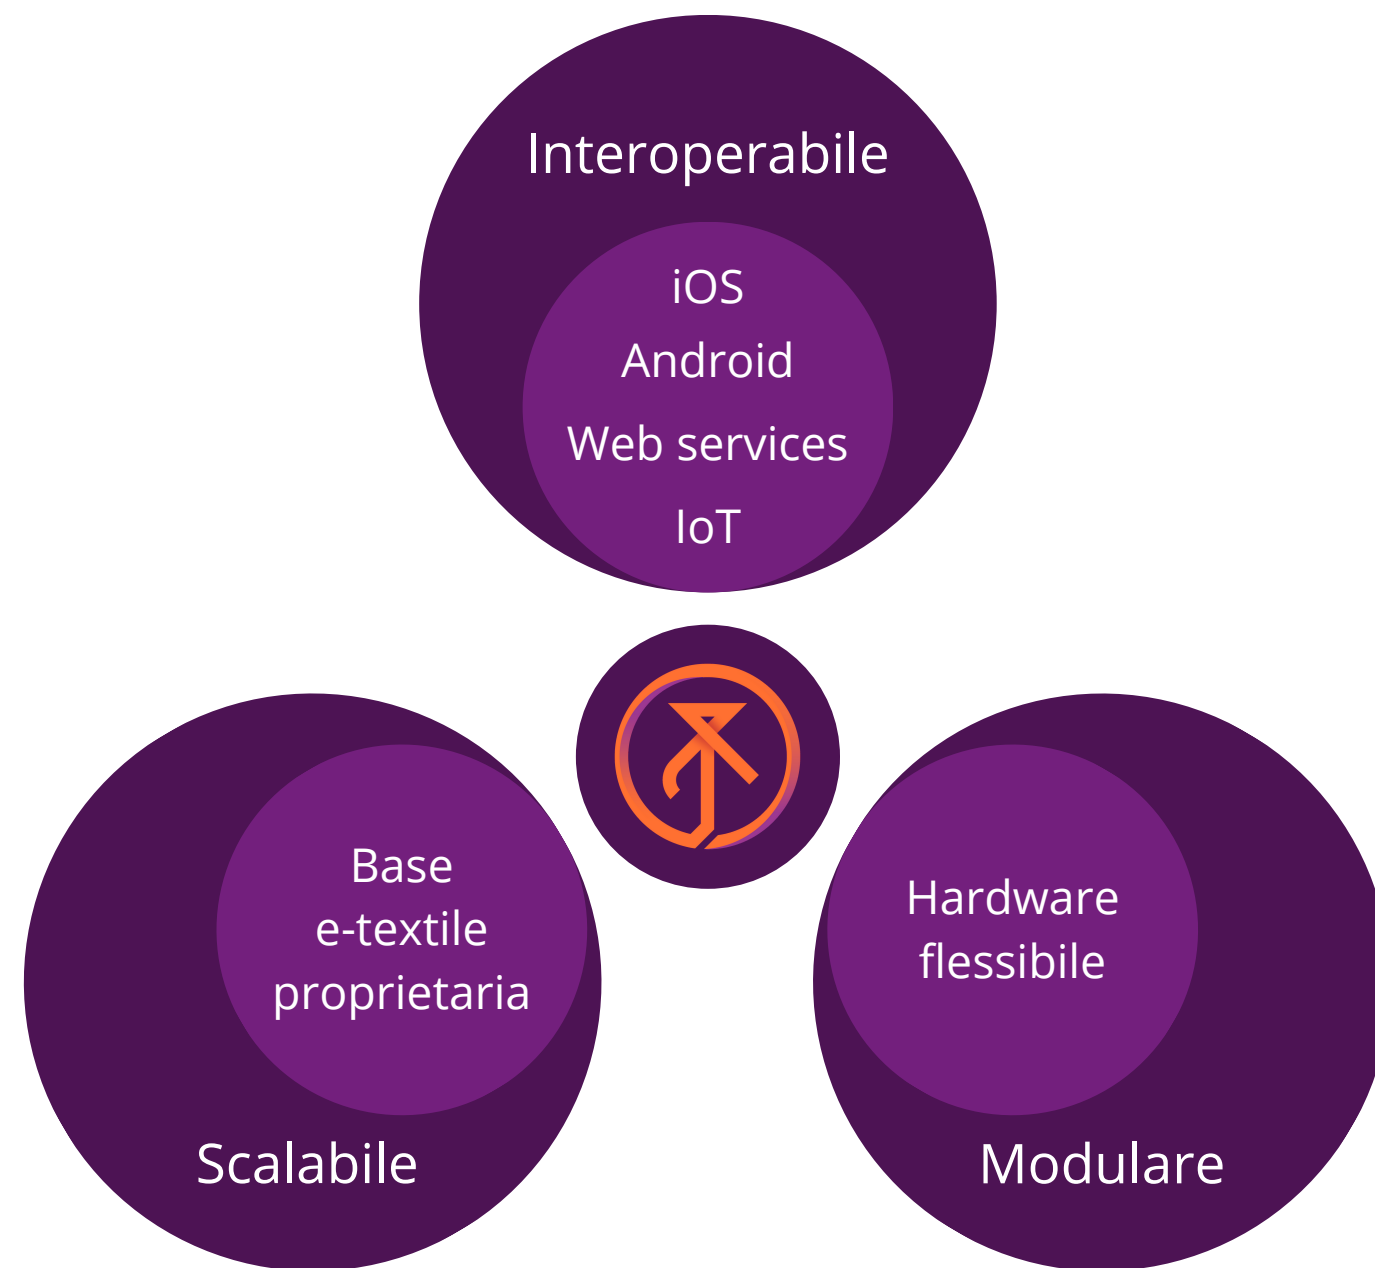 Interoperabile
iOS
Android
Web services
IoT
Base
e-textile
proprietaria
Scalabile
Hardware
flessibile
Modulare